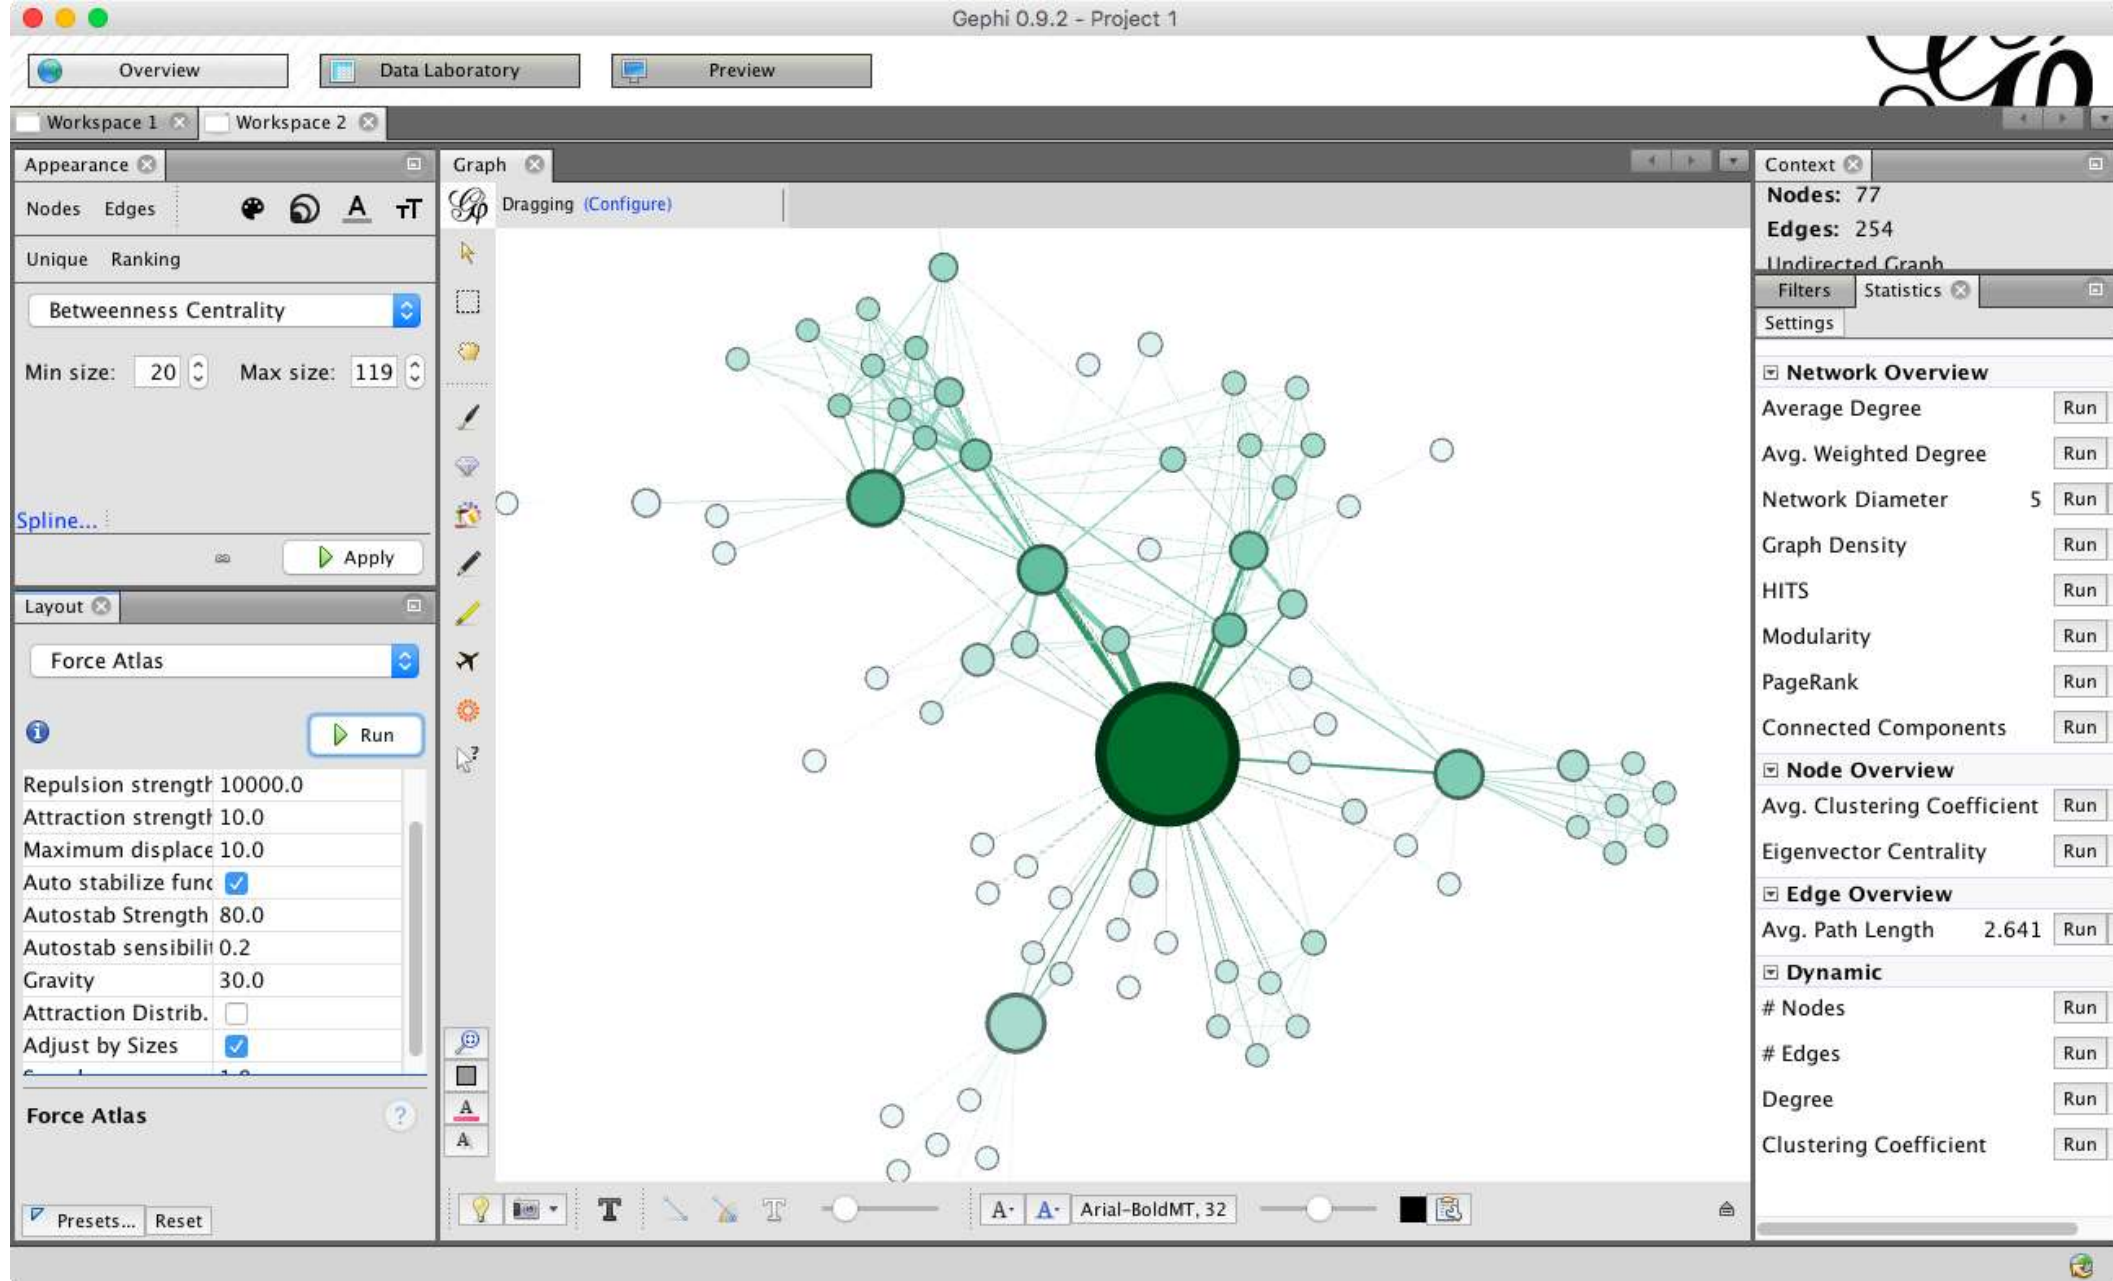 Gephi 0.9.2 - Project 1
Overview
Data Laboratory
Preview
Workspace 1
Workspace 2
Appearance
Nodes Edges A TT
Unique Ranking
Betweenness Centrality
Min size: 20 Max size: 119
Spline...
Apply
Layout
Force Atlas
Run
Repulsion strength 10000.0
Attraction strength 10.0
Maximum displace 10.0
Auto stabilize func
Autostab Strength 80.0
Autostab sensibilit 0.2
Gravity 30.0
Attraction Distrib.
Adjust by Sizes
Force Atlas
?
Presets... Reset
Graph
Dragging (Configure)
?
A
A
T T A- A- Arial-BoldMT, 32
Context
Nodes: 77
Edges: 254
Undirected Graph
Filters Statistics
Settings
Network Overview
Average Degree Run
Avg. Weighted Degree Run
Network Diameter 5 Run
Graph Density Run
HITS Run
Modularity Run
PageRank Run
Connected Components Run
Node Overview
Avg. Clustering Coefficient Run
Eigenvector Centrality Run
Edge Overview
Avg. Path Length 2.641 Run
Dynamic
# Nodes Run
# Edges Run
Degree Run
Clustering Coefficient Run